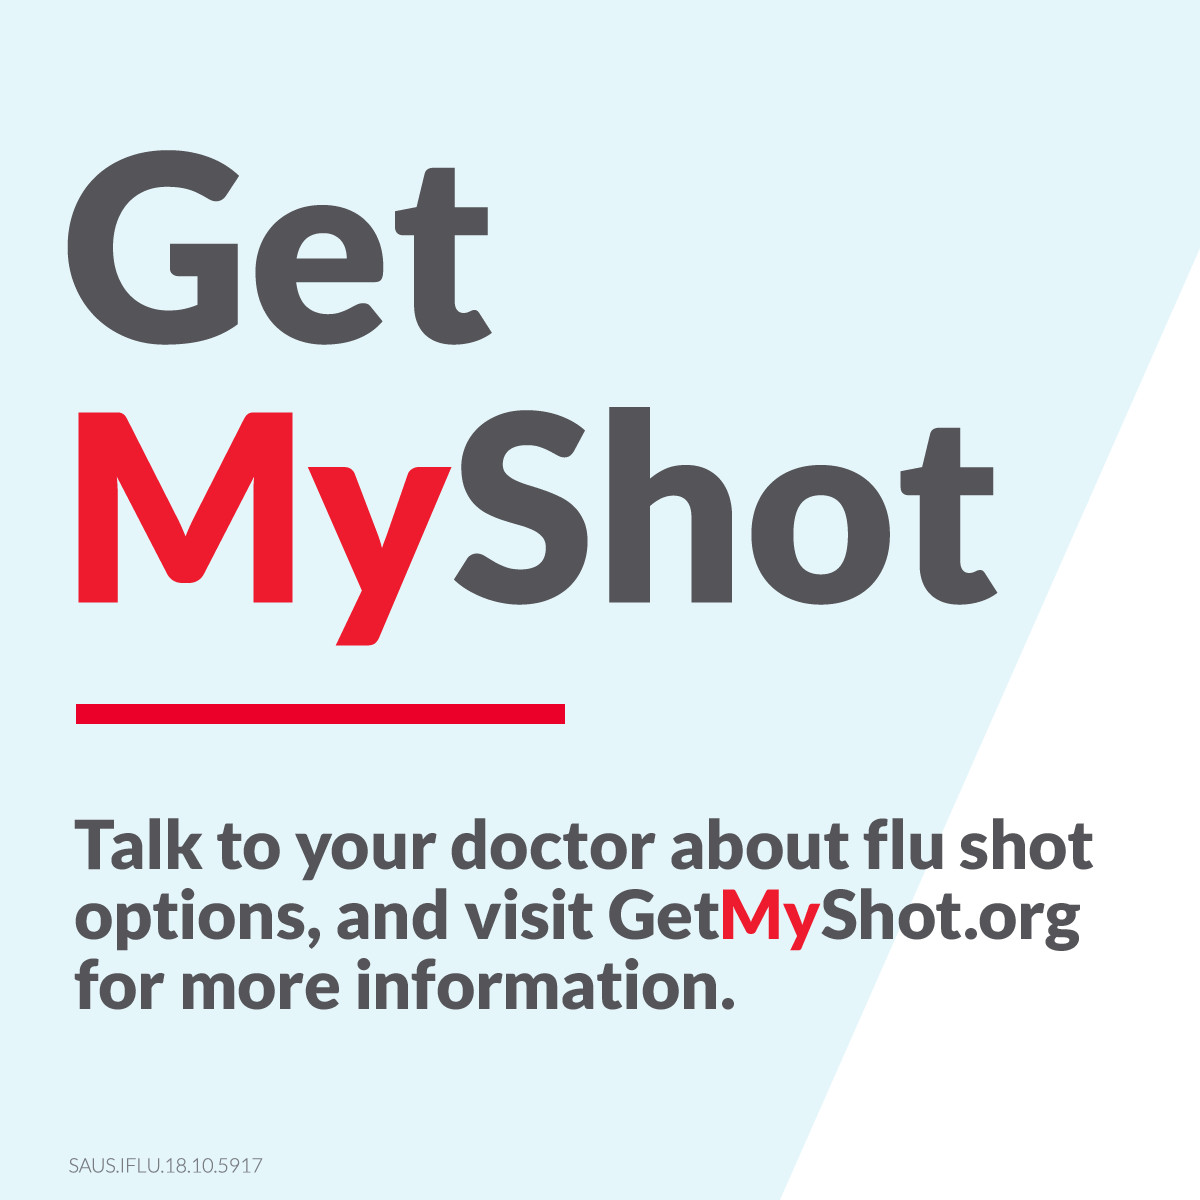 Get
MyShot
Talk to your doctor about flu shot
options, and visit GetMyShot.org
for more information.
SAUS.IFLU.18.10.5917